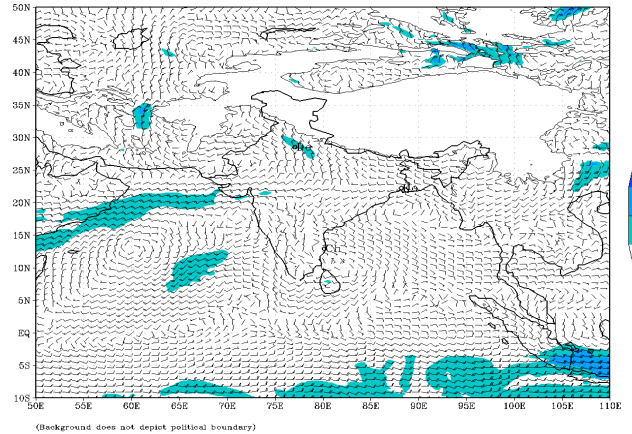 50N
45N
40N
35N
30N
25N
20N
15N
10N
5N
EQ
5S
10S
50E 55E 60E 65E 70E 75E 80E 85E 90E 95E 100E 105E 110E
(Background does not depict political boundary)